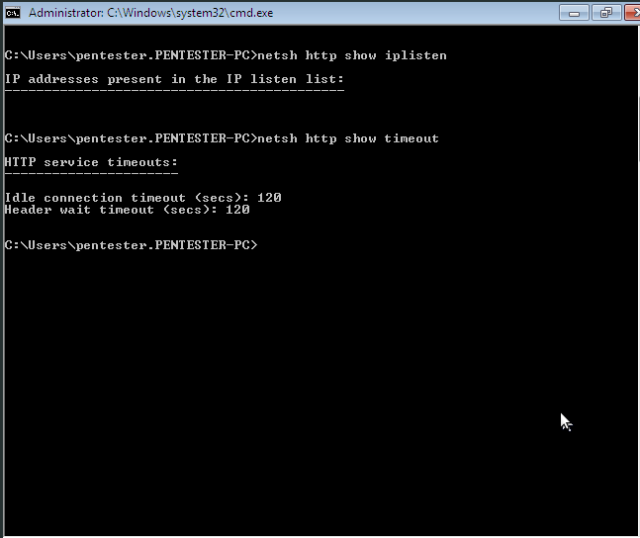 Administrator: C:\Windows\system32\cmd.exe
C:\Users\pentester.PENTESTER-PC>netsh http show iplisten
IP addresses present in the IP listen list:
-------------------------------------------
C:\Users\pentester.PENTESTER-PC>netsh http show timeout
HTTP service timeouts:
----------------------
Idle connection timeout (secs): 120
Header wait timeout (secs): 120
C:\Users\pentester.PENTESTER-PC>